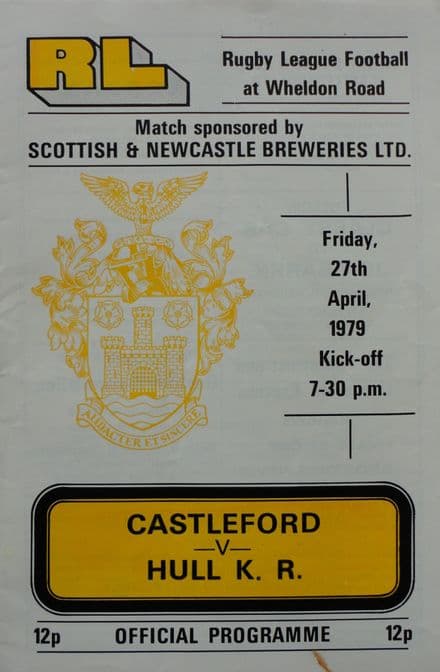 RL
Rugby League Football
at Wheldon Road
Match sponsored by
SCOTTISH & NEWCASTLE BREWERIES LTD.
Friday,
27th
April,
1979
Kick-off
7-30 p.m.
AUDACTER ET SINCERE
CASTLEFORD
—V—
HULL K. R.
12p OFFICIAL PROGRAMME 12p